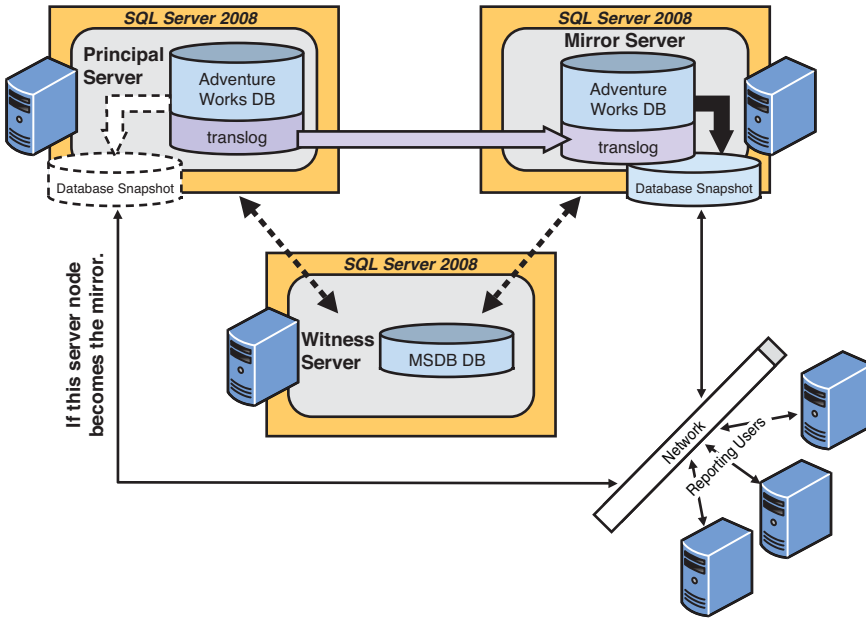 SQL Server 2008
Principal
Server
Adventure
Works DB
translog
Database Snapshot
SQL Server 2008
Mirror Server
Adventure
Works DB
translog
Database Snapshot
SQL Server 2008
Witness
Server
MSDB DB
If this server node
becomes the mirror.
Network
Reporting Users